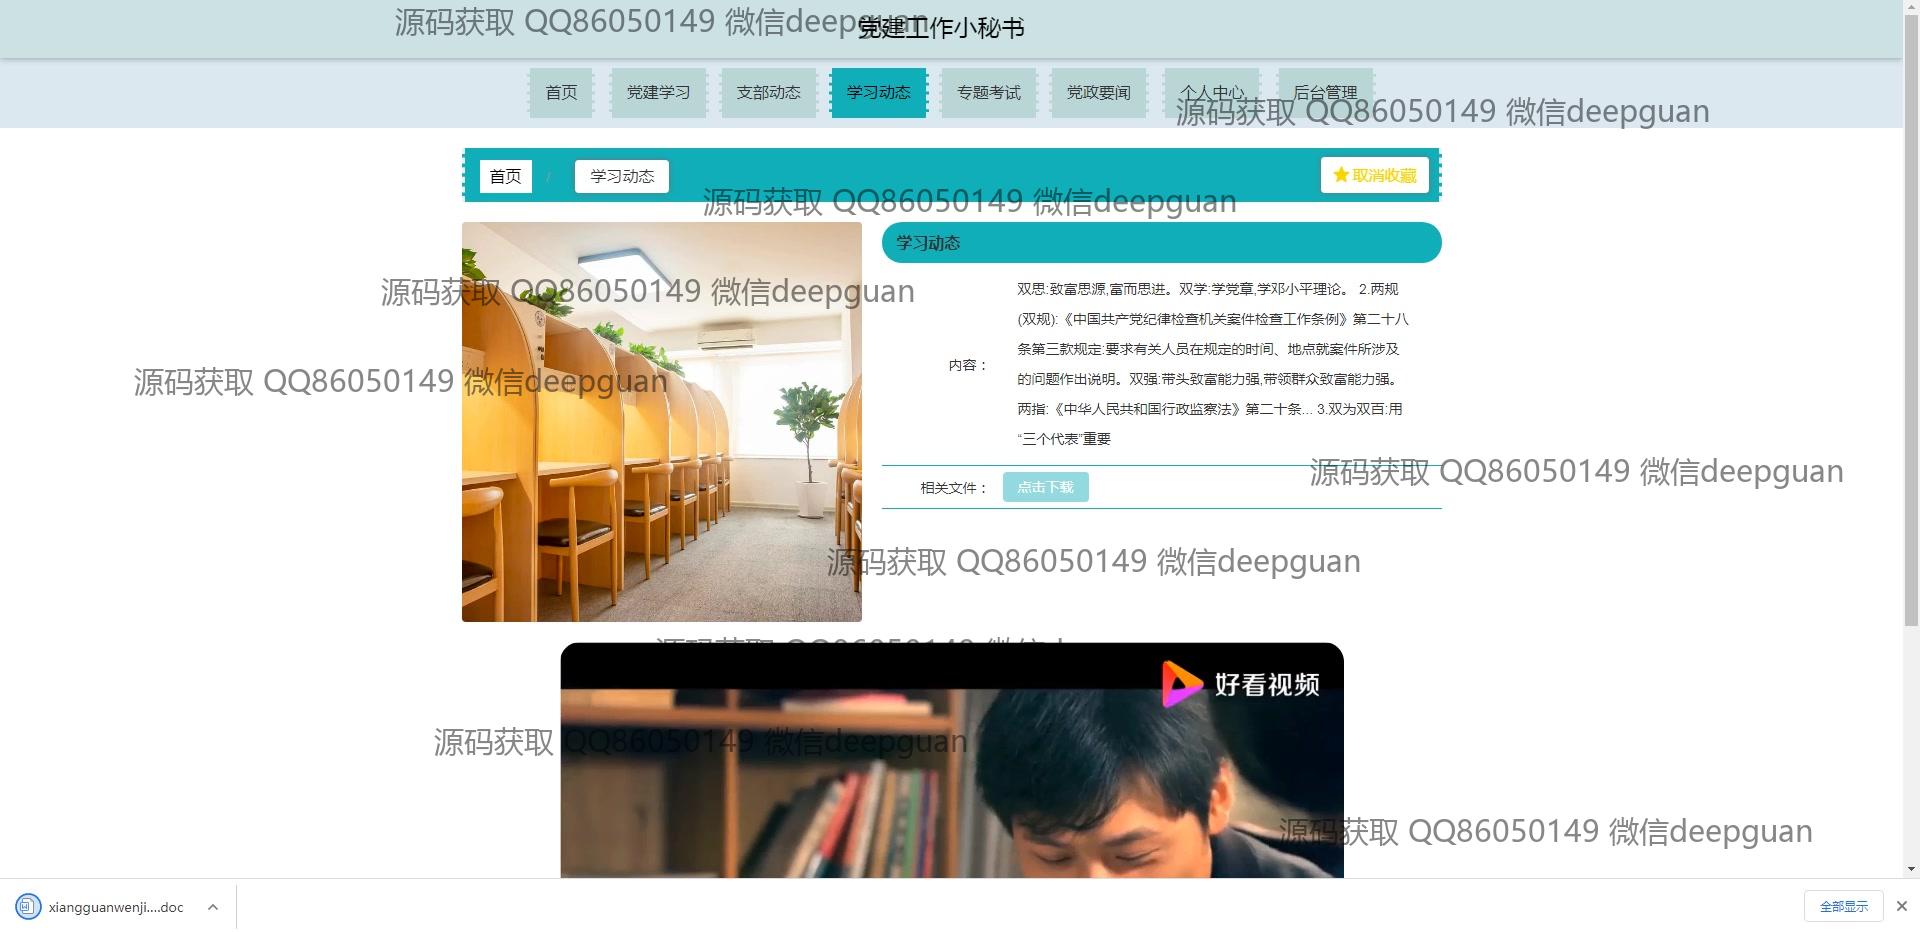 源码获取 QQ86050149 微信deepguan
党建工作小秘书
首页 党建学习 支部动态 学习动态 专题考试 党政要闻 个人中心 后台管理
源码获取 QQ86050149 微信deepguan
首页 / 学习动态 取消收藏
源码获取 QQ86050149 微信deepguan
学习动态
源码获取 QQ86050149 微信deepguan
双思:致富思源,富而思进。双学:学党章,学邓小平理论。 2.两规
(双规):《中国共产党纪律检查机关案件检查工作条例》第二十八
条第三款规定:要求有关人员在规定的时间、地点就案件所涉及
内容：
的问题作出说明。双强:带头致富能力强,带领群众致富能力强。
源码获取 QQ86050149 微信deepguan
两指:《中华人民共和国行政监察法》第二十条... 3.双为双百:用
“三个代表”重要
源码获取 QQ86050149 微信deepguan
相关文件： 点击下载
源码获取 QQ86050149 微信deepguan
源码获取 QQ86050149 微信d
好看视频
源码获取 QQ86050149 微信deepguan
源码获取 QQ86050149 微信deepguan
xiangguanwenji....doc
全部显示